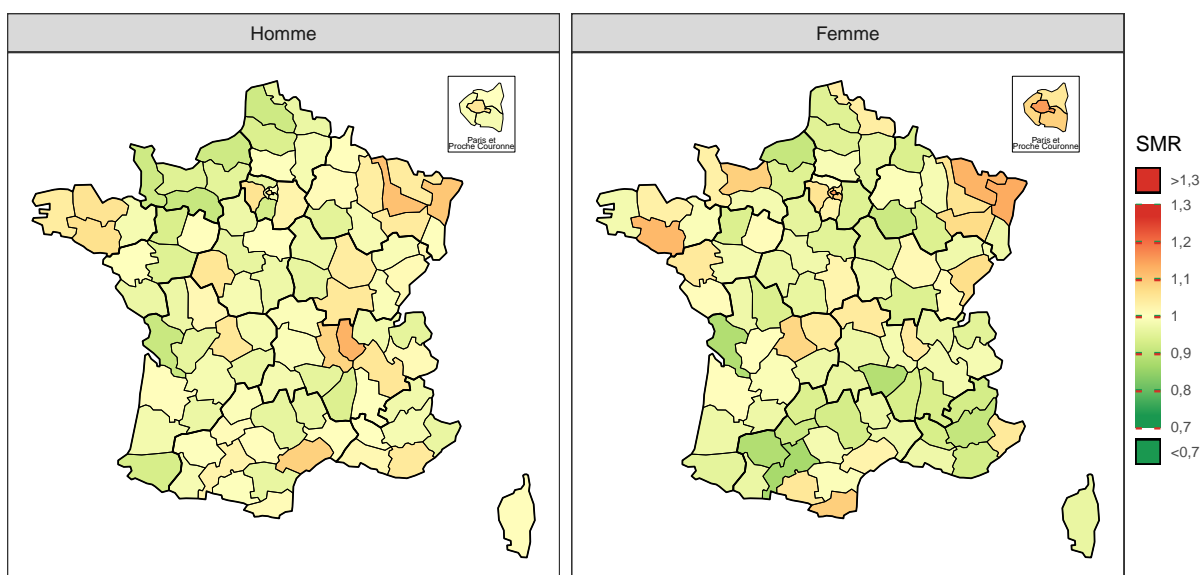 Homme
Femme
Paris et
Proche Couronne
Paris et
Proche Couronne
SMR
>1,3
1,3
1,2
1,1
1
0,9
0,8
0,7
<0,7